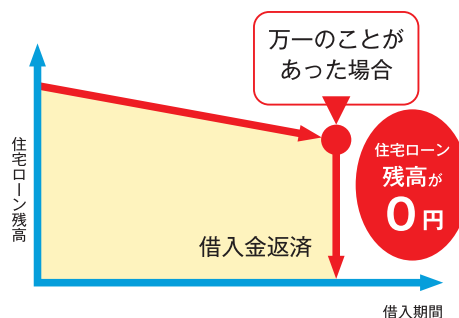 万一のことが
あった場合
住宅ローン
残高が
0円
住宅ローン残高
借入金返済
借入期間